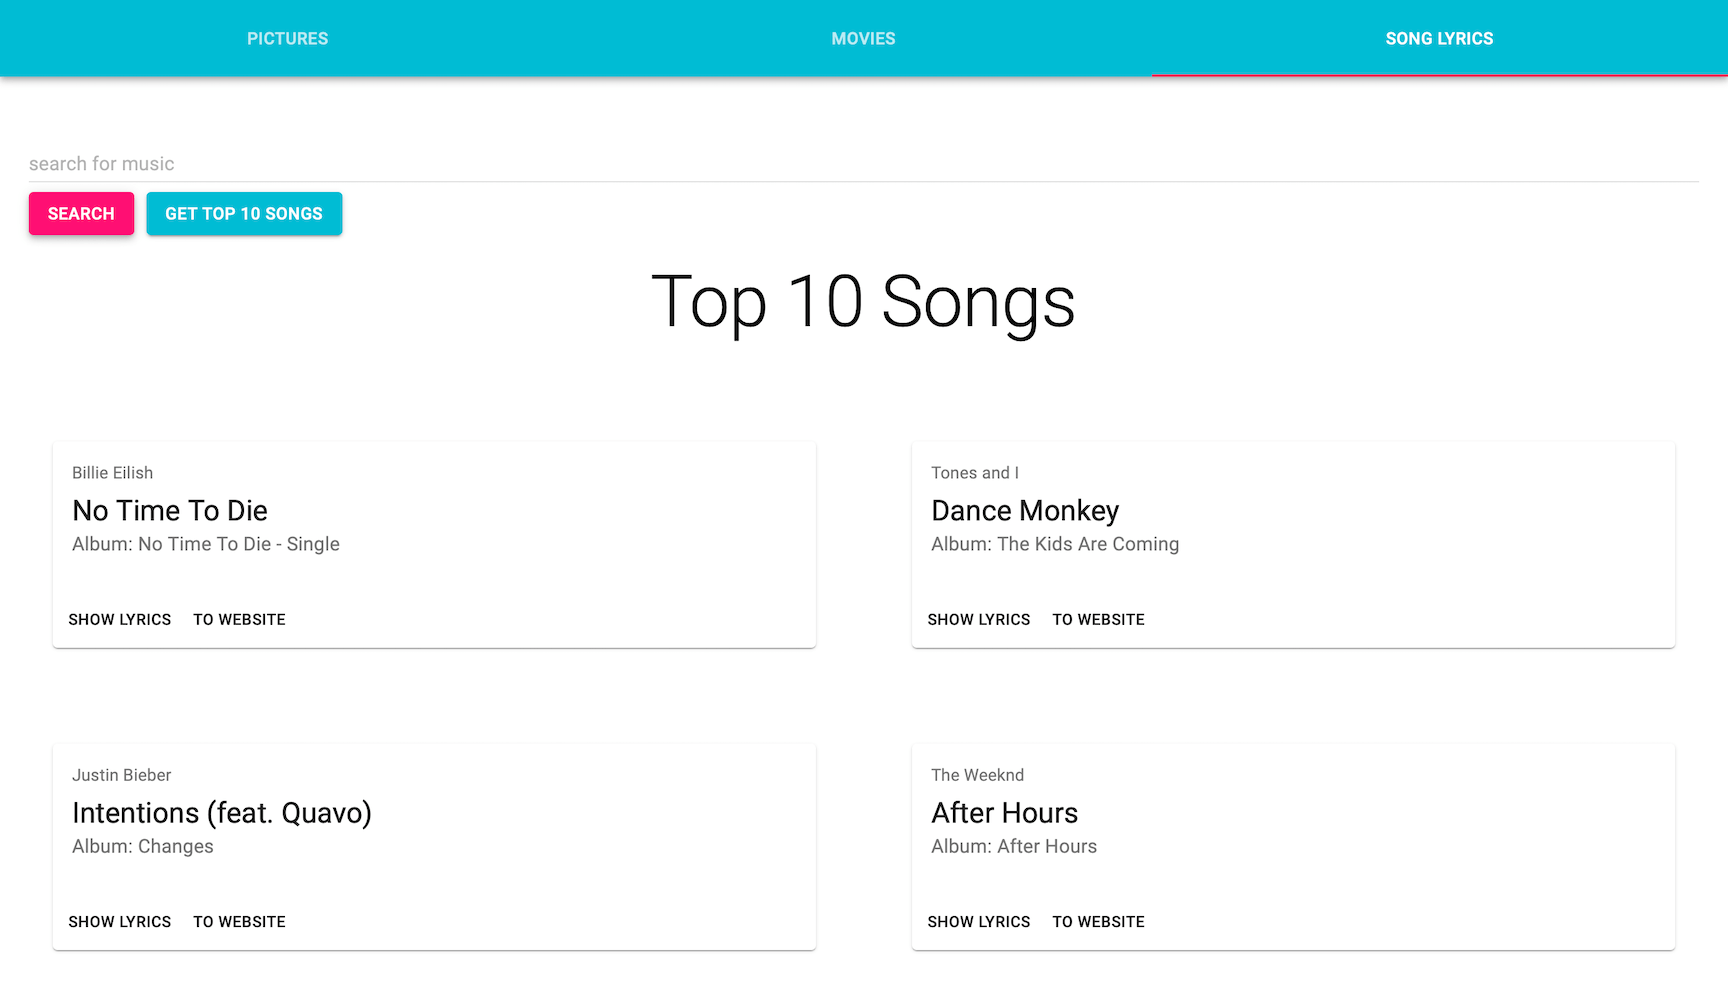 PICTURES MOVIES SONG LYRICS
search for music
SEARCH GET TOP 10 SONGS
Top 10 Songs
Billie Eilish
No Time To Die
Album: No Time To Die - Single
SHOW LYRICS TO WEBSITE
Tones and I
Dance Monkey
Album: The Kids Are Coming
SHOW LYRICS TO WEBSITE
Justin Bieber
Intentions (feat. Quavo)
Album: Changes
SHOW LYRICS TO WEBSITE
The Weeknd
After Hours
Album: After Hours
SHOW LYRICS TO WEBSITE